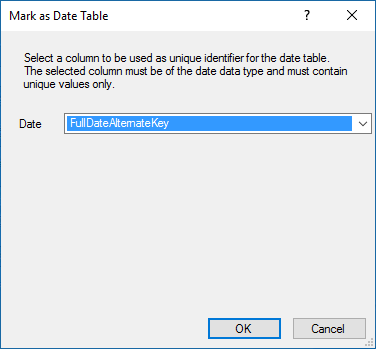 Mark as Date Table
?
Select a column to be used as unique identifier for the date table.
The selected column must be of the date data type and must contain
unique values only.
Date FullDateAlternateKey
OK Cancel